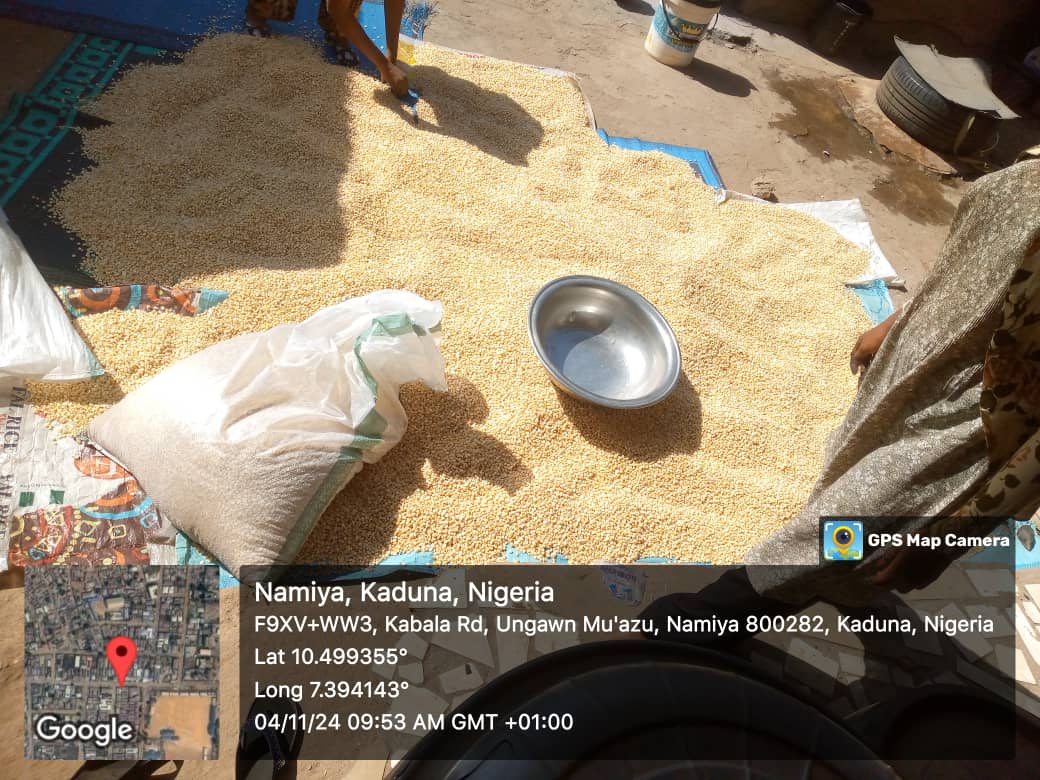 GPS Map Camera
Namiya, Kaduna, Nigeria
F9XV+WW3, Kabala Rd, Ungawn Mu'azu, Namiya 800282, Kaduna, Nigeria
Lat 10.499355°
Long 7.394143°
04/11/24 09:53 AM GMT +01:00
Google